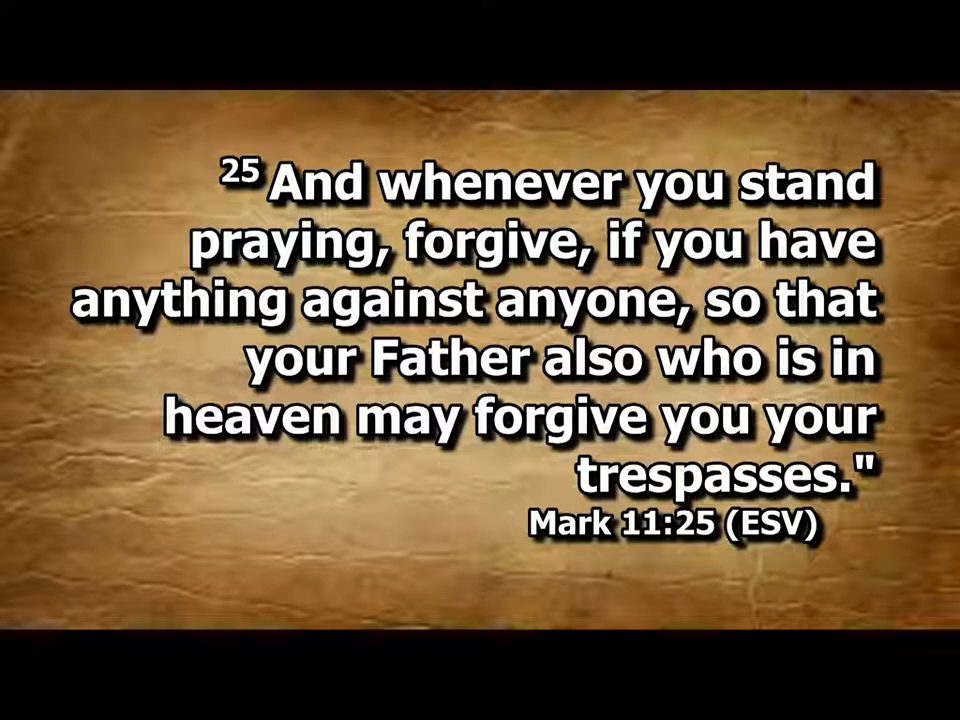 25 And whenever you stand
praying, forgive, if you have
anything against anyone, so that
your Father also who is in
heaven may forgive you your
trespasses."
Mark 11:25 (ESV)